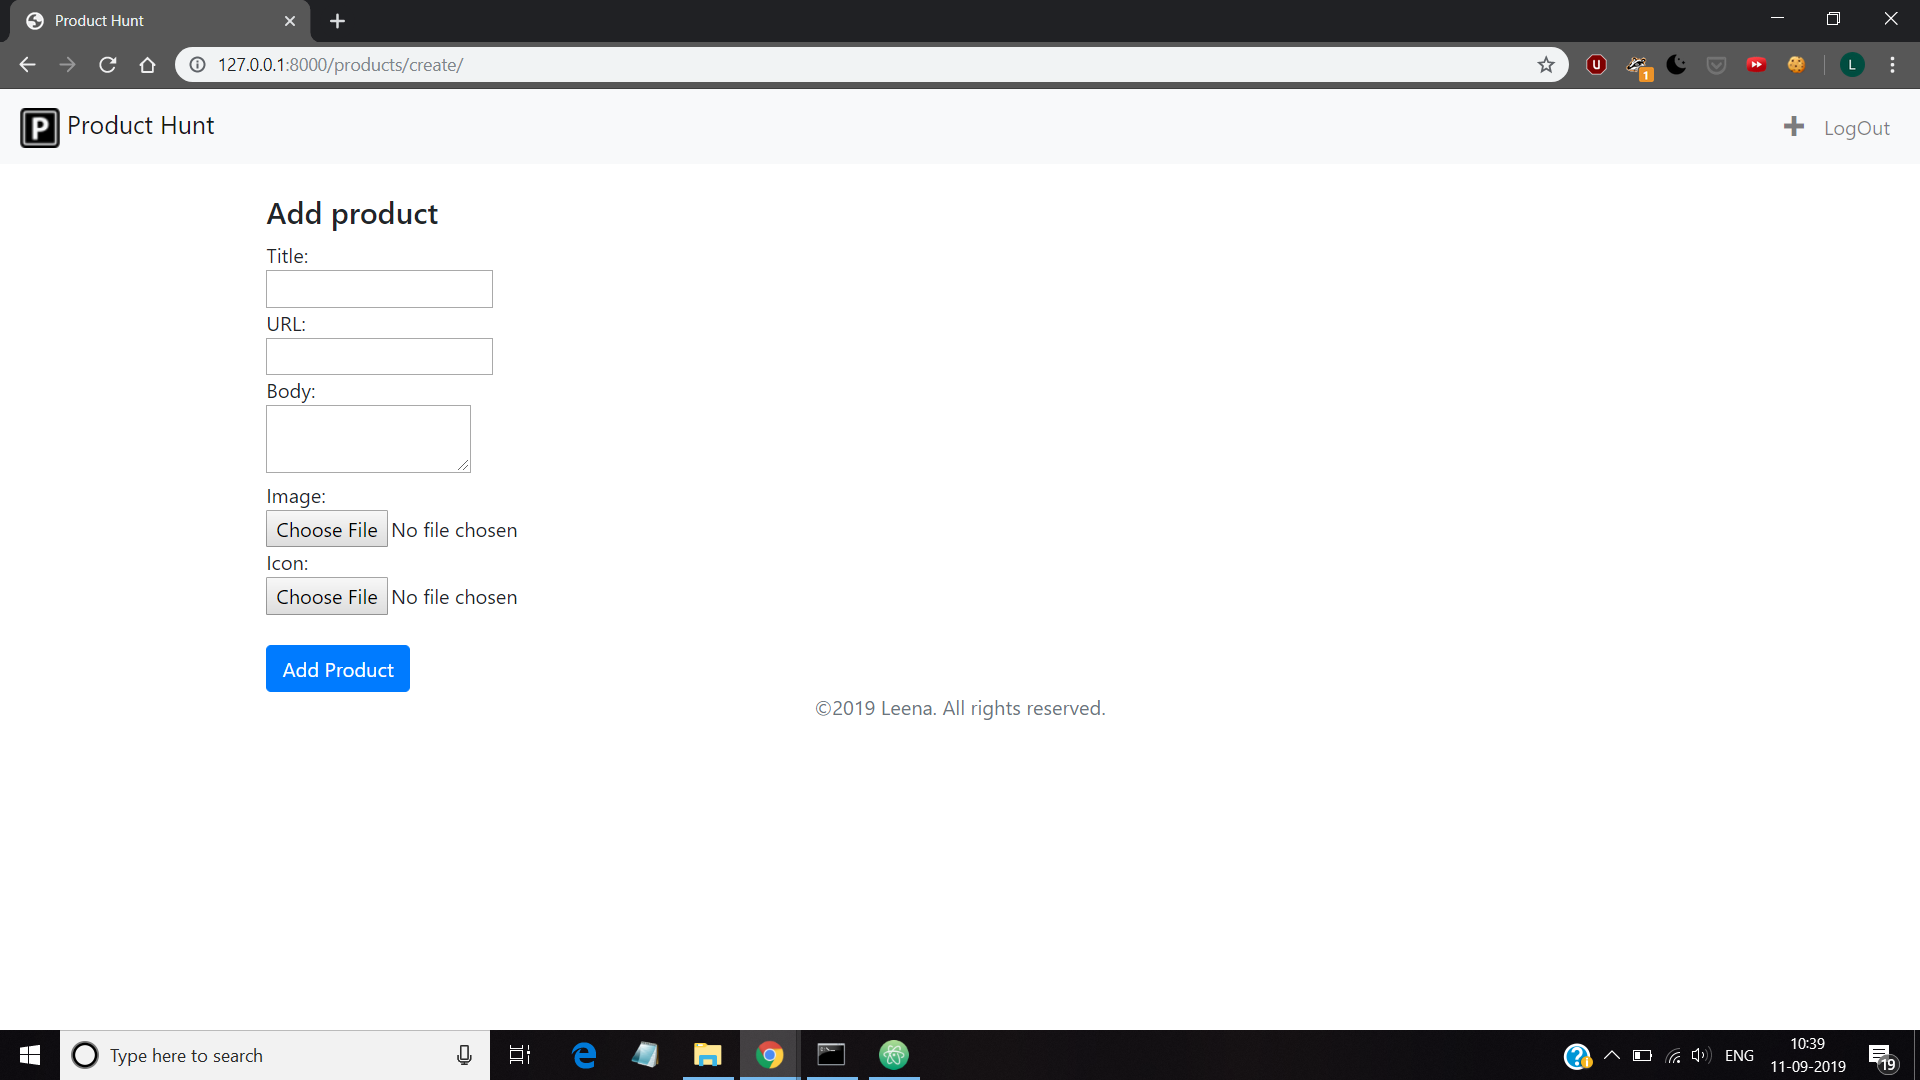 Product Hunt
127.0.0.1:8000/products/create/
U
1
L
P Product Hunt
LogOut
Add product
Title:
URL:
Body:
Image:
Choose File No file chosen
Icon:
Choose File No file chosen
Add Product
©2019 Leena. All rights reserved.
Type here to search
ENG
10:39
11-09-2019
19